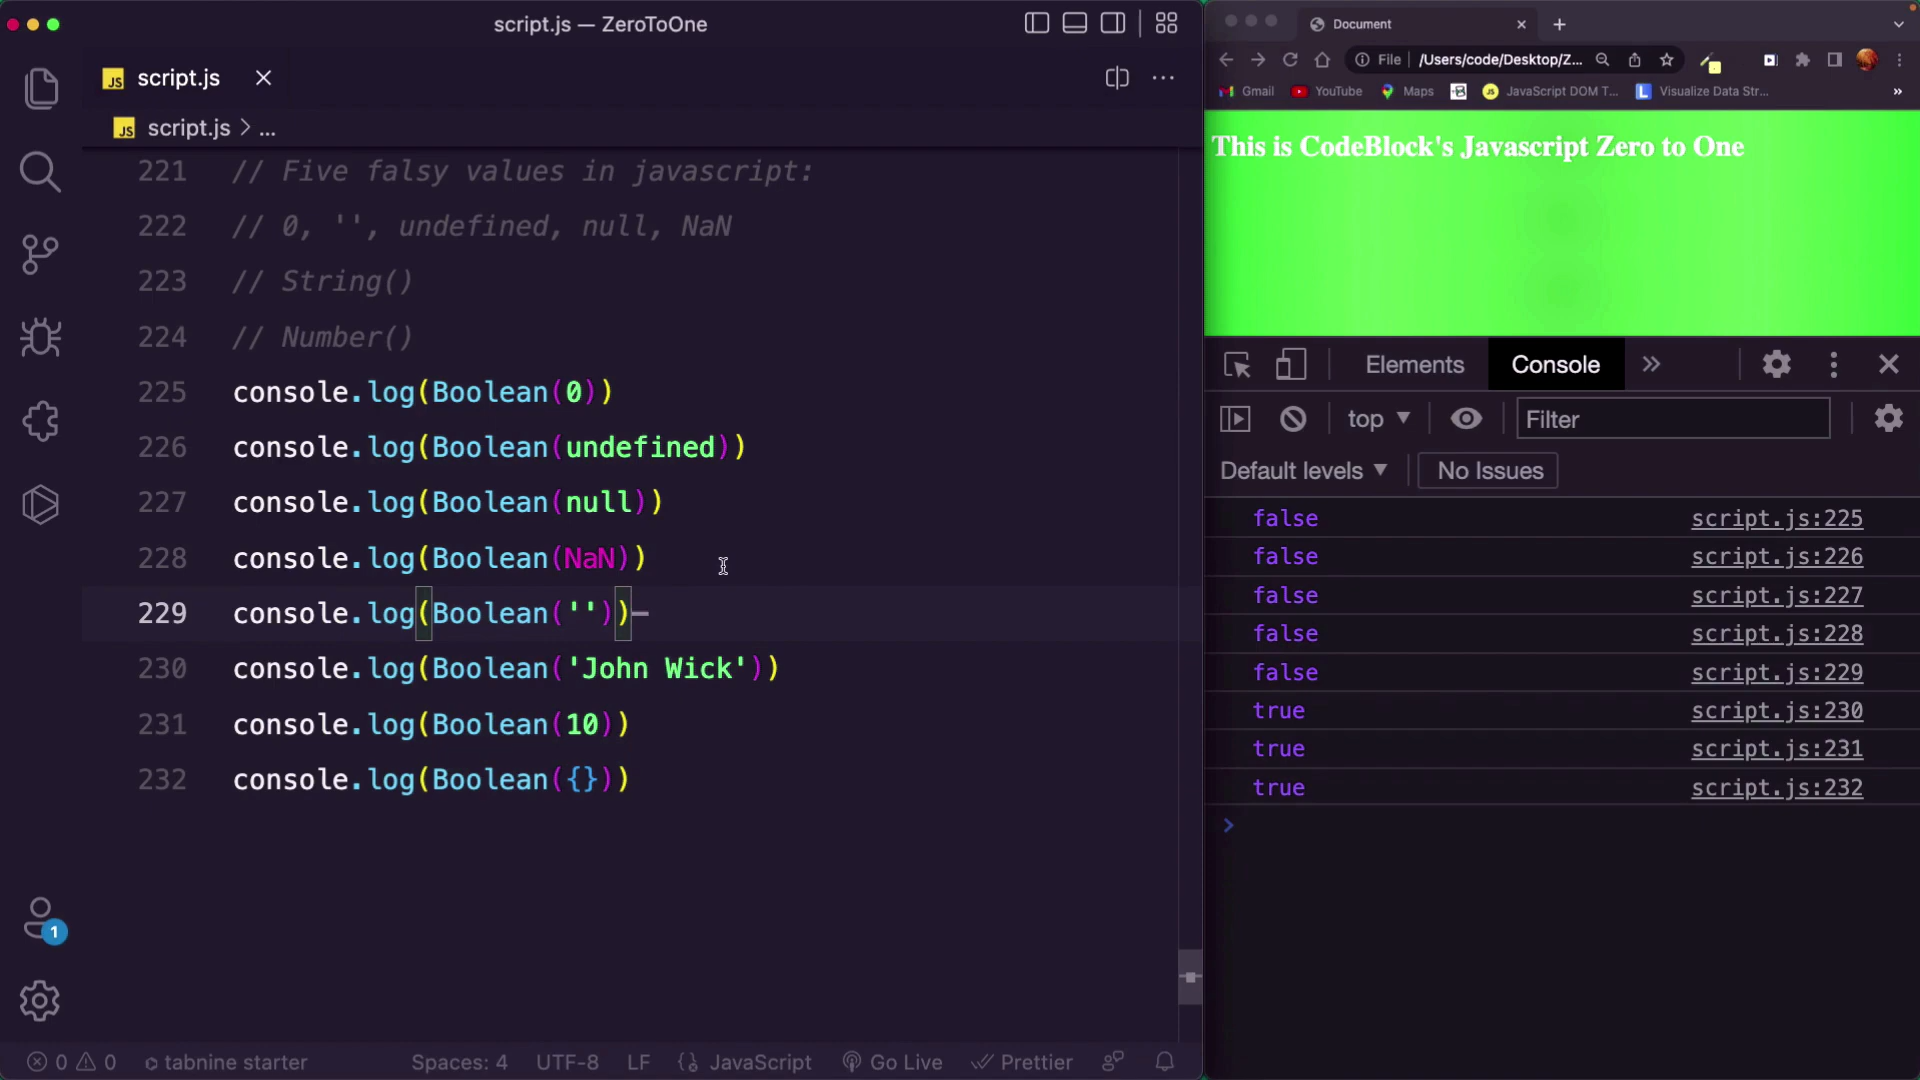 script.js — ZeroToOne
JS script.js
JS script.js > ...
221 // Five falsy values in javascript:
222 // 0, '', undefined, null, NaN
223 // String()
224 // Number()
225 console.log(Boolean(0))
226 console.log(Boolean(undefined))
227 console.log(Boolean(null))
228 console.log(Boolean(NaN))
229 console.log(Boolean(''))
230 console.log(Boolean('John Wick'))
231 console.log(Boolean(10))
232 console.log(Boolean({}))
1
0 0 tabnine starter Spaces: 4 UTF-8 LF {} JavaScript Go Live Prettier
Document
File /Users/code/Desktop/Z...
Gmail YouTube Maps JavaScript DOM T... L Visualize Data Str... »
This is CodeBlock's Javascript Zero to One
Elements Console »
top Filter
Default levels No Issues
false script.js:225
false script.js:226
false script.js:227
false script.js:228
false script.js:229
true script.js:230
true script.js:231
true script.js:232
>